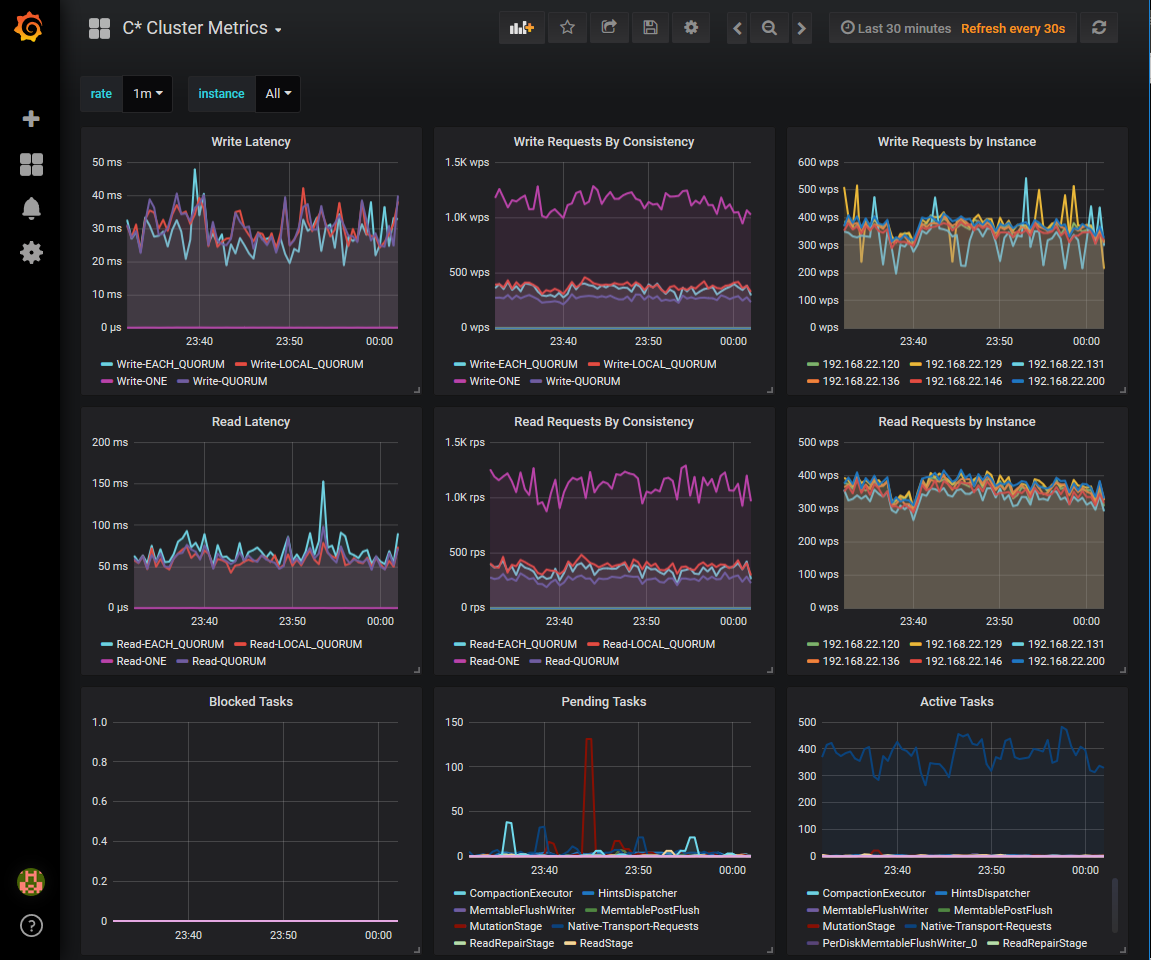 C* Cluster Metrics
Last 30 minutes Refresh every 30s
rate 1m instance All
Write Latency
50 ms
40 ms
30 ms
20 ms
10 ms
0 µs
23:40 23:50 00:00
Write-EACH_QUORUM Write-LOCAL_QUORUM
Write-ONE Write-QUORUM
Write Requests By Consistency
1.5K wps
1.0K wps
500 wps
0 wps
23:40 23:50 00:00
Write-EACH_QUORUM Write-LOCAL_QUORUM
Write-ONE Write-QUORUM
Write Requests by Instance
600 wps
500 wps
400 wps
300 wps
200 wps
100 wps
0 wps
23:40 23:50 00:00
192.168.22.120 192.168.22.129 192.168.22.131
192.168.22.136 192.168.22.146 192.168.22.200
Read Latency
200 ms
150 ms
100 ms
50 ms
0 µs
23:40 23:50 00:00
Read-EACH_QUORUM Read-LOCAL_QUORUM
Read-ONE Read-QUORUM
Read Requests By Consistency
1.5K rps
1.0K rps
500 rps
0 rps
23:40 23:50 00:00
Read-EACH_QUORUM Read-LOCAL_QUORUM
Read-ONE Read-QUORUM
Read Requests by Instance
500 wps
400 wps
300 wps
200 wps
100 wps
0 wps
23:40 23:50 00:00
192.168.22.120 192.168.22.129 192.168.22.131
192.168.22.136 192.168.22.146 192.168.22.200
Blocked Tasks
1.0
0.8
0.6
0.4
0.2
0
23:40 23:50 00:00
Pending Tasks
150
100
50
0
23:40 23:50 00:00
CompactionExecutor HintsDispatcher
MemtableFlushWriter MemtablePostFlush
MutationStage Native-Transport-Requests
ReadRepairStage ReadStage
Active Tasks
500
400
300
200
100
0
23:40 23:50 00:00
CompactionExecutor HintsDispatcher
MemtableFlushWriter MemtablePostFlush
MutationStage Native-Transport-Requests
PerDiskMemtableFlushWriter_0 ReadRepairStage